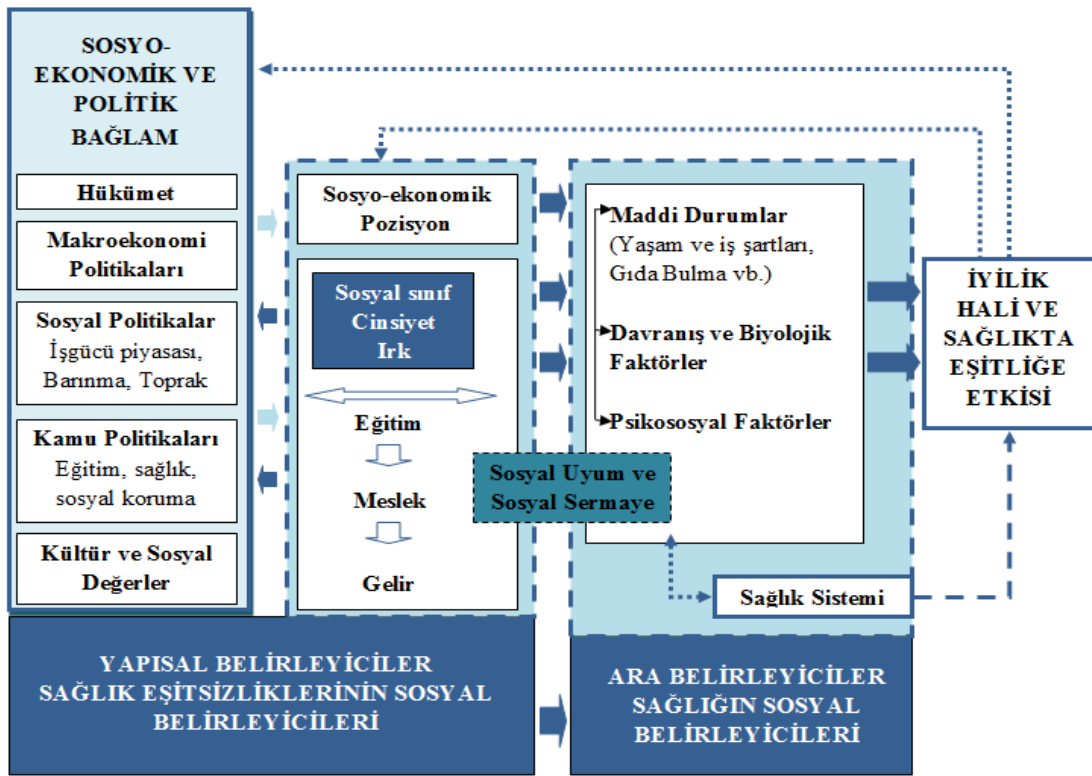 SOSYO-
EKONOMİK VE
POLİTİK
BAĞLAM
Hükümet
Makroekonomi
Politikaları
Sosyal Politikalar
İşgücü piyasası,
Barınma, Toprak
Kamu Politikaları
Eğitim, sağlık,
sosyal koruma
Kültür ve Sosyal
Değerler
Sosyo-ekonomik
Pozisyon
Sosyal sınıf
Cinsiyet
Irk
Eğitim
Meslek
Gelir
Sosyal Uyum ve
Sosyal Sermaye
Maddi Durumlar
(Yaşam ve iş şartları,
Gıda Bulma vb.)
Davranış ve Biyolojik
Faktörler
Psikososyal Faktörler
Sağlık Sistemi
İYİLİK
HALİ VE
SAĞLIKTA
EŞİTLİĞE
ETKİSİ
YAPISAL BELİRLEYİCİLER
SAĞLIK EŞİTSİZLİKLERİNİN SOSYAL
BELİRLEYİCİLERİ
ARA BELİRLEYİCİLER
SAĞLIĞIN SOSYAL
BELİRLEYİCİLERİ